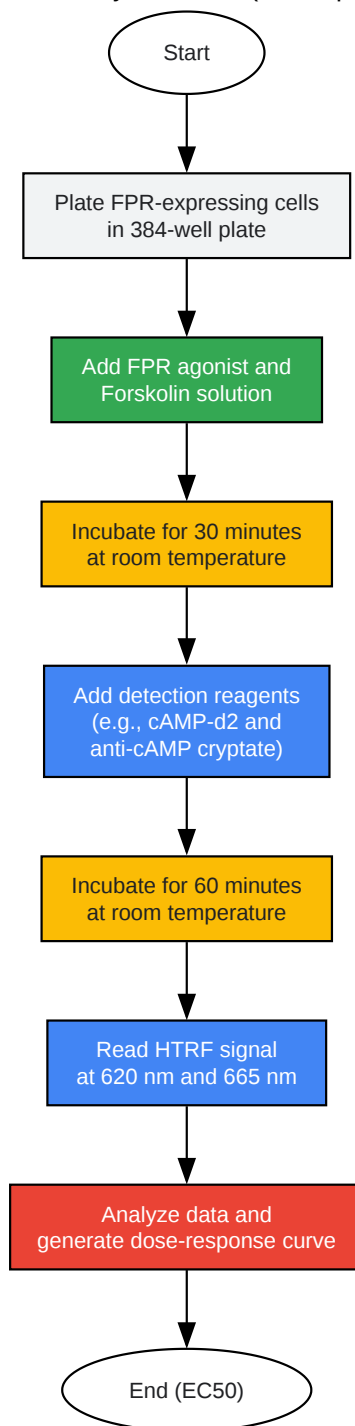 Start
Plate FPR-expressing cells
in 384-well plate
Add FPR agonist and
Forskolin solution
Incubate for 30 minutes
at room temperature
Add detection reagents
(e.g., cAMP-d2 and
anti-cAMP cryptate)
Incubate for 60 minutes
at room temperature
Read HTRF signal
at 620 nm and 665 nm
Analyze data and
generate dose-response curve
End (EC50)